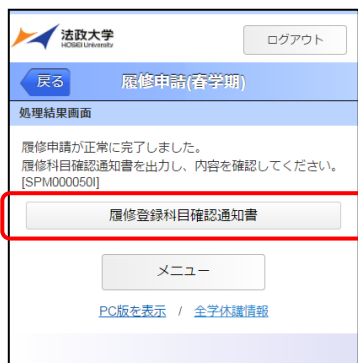 法政大学
HOSEI University
ログアウト
戻る
履修申請(春学期)
処理結果画面
履修申請が正常に完了しました。
履修科目確認通知書を出力し、内容を確認してください。
[SPM000050I]
履修登録科目確認通知書
メニュー
PC版を表示 / 全学休講情報